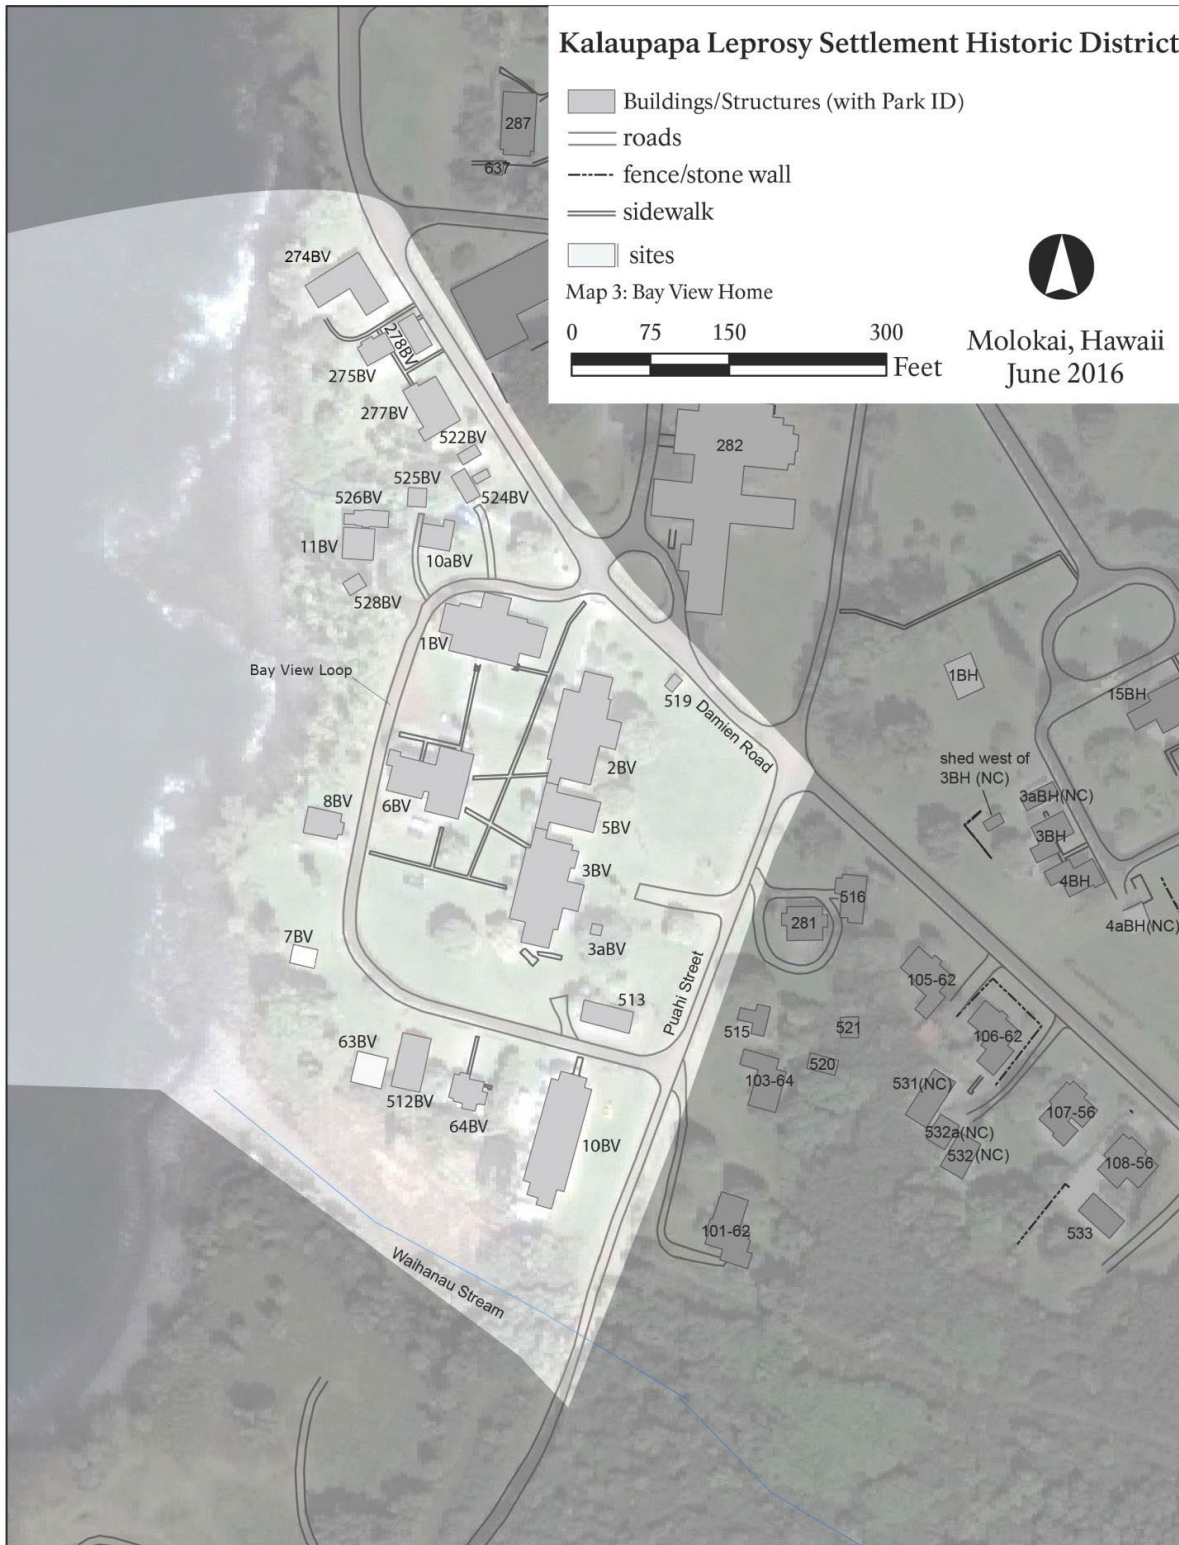 Kalaupapa Leprosy Settlement Historic District
Buildings/Structures (with Park ID)
roads
fence/stone wall
sidewalk
sites
Map 3: Bay View Home
0 75 150 300
Feet
Molokai, Hawaii
June 2016
287
637
274BV
278BV
275BV
277BV
282
522BV
525BV
524BV
526BV
11BV
10aBV
528BV
1BV
Bay View Loop
519
Damien Road
1BH
15BH
2BV
shed west of
3BH (NC)
6BV
3aBH(NC)
8BV
5BV
3BH
3BV
4BH
516
281
4aBH(NC)
7BV
3aBV
105-62
513
Puahi Street
515
521
106-62
63BV
520
512BV
103-64
531(NC)
64BV
107-56
532a(NC)
10BV
532(NC)
108-56
101-62
533
Waihanau Stream